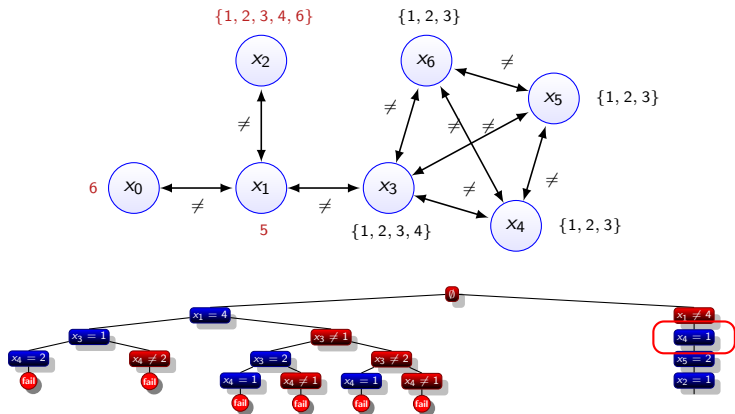 {1, 2, 3, 4, 6} {1, 2, 3}
x2 x6
≠
x5 {1, 2, 3}
≠ ≠ ≠ ≠
6 x0 x1 x3 ≠ ≠
≠ ≠
5 {1, 2, 3, 4} x4 {1, 2, 3}
∅
x1 = 4 x1 ≠ 4
x3 = 1 x3 ≠ 1 x4 = 1
x4 = 2 x4 ≠ 2 x3 = 2 x3 ≠ 2 x5 = 2
fail fail x4 = 1 x4 ≠ 1 x4 = 1 x4 ≠ 1 x2 = 1
fail fail fail fail